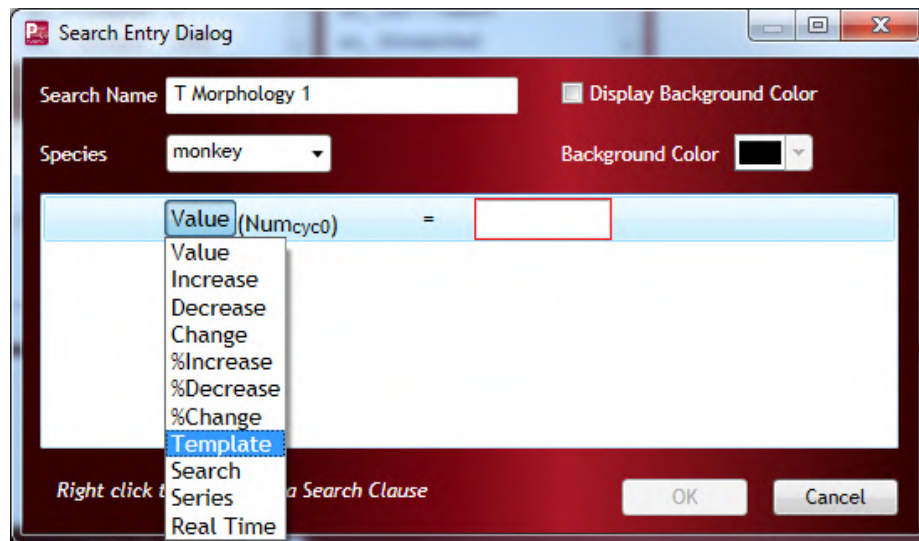 Search Entry Dialog
Search Name T Morphology 1 Display Background Color
Species monkey Background Color
Value (Numcyc0) =
Value
Increase
Decrease
Change
%Increase
%Decrease
%Change
Template
Search
Series
Real Time
Right click t a Search Clause
OK Cancel